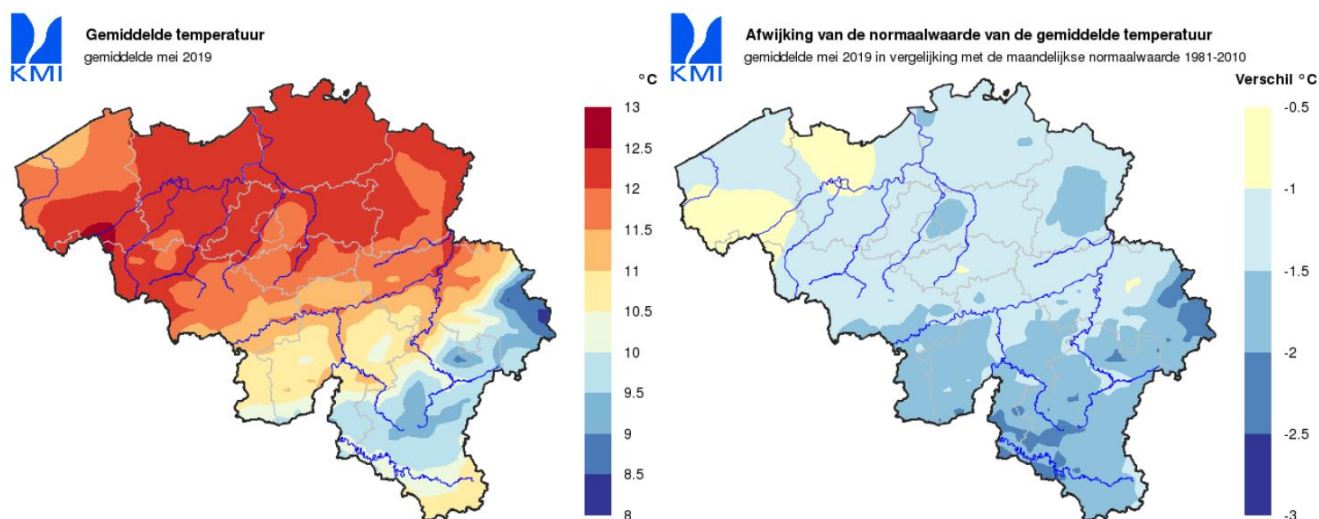 Gemiddelde temperatuur
gemiddelde mei 2019
KMI
°C
13
12.5
12
11.5
11
10.5
10
9.5
9
8.5
8
Afwijking van de normaalwaarde van de gemiddelde temperatuur
gemiddelde mei 2019 in vergelijking met de maandelijkse normaalwaarde 1981-2010
KMI
Verschil °C
-0.5
-1
-1.5
-2
-2.5
-3